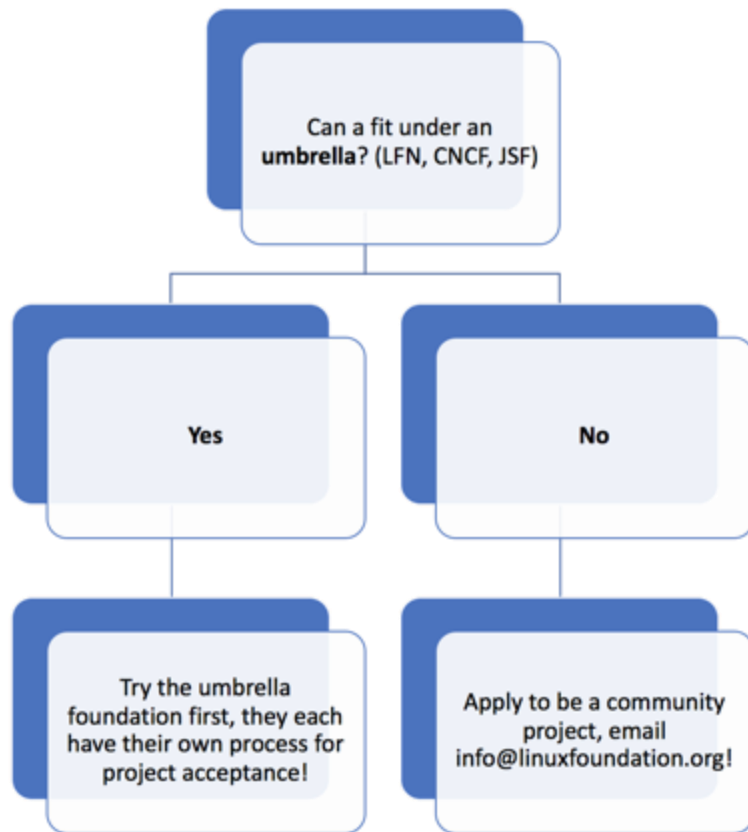 Can a fit under an
umbrella? (LFN, CNCF, JSF)
Yes
No
Try the umbrella
foundation first, they each
have their own process for
project acceptance!
Apply to be a community
project, email
info@linuxfoundation.org!